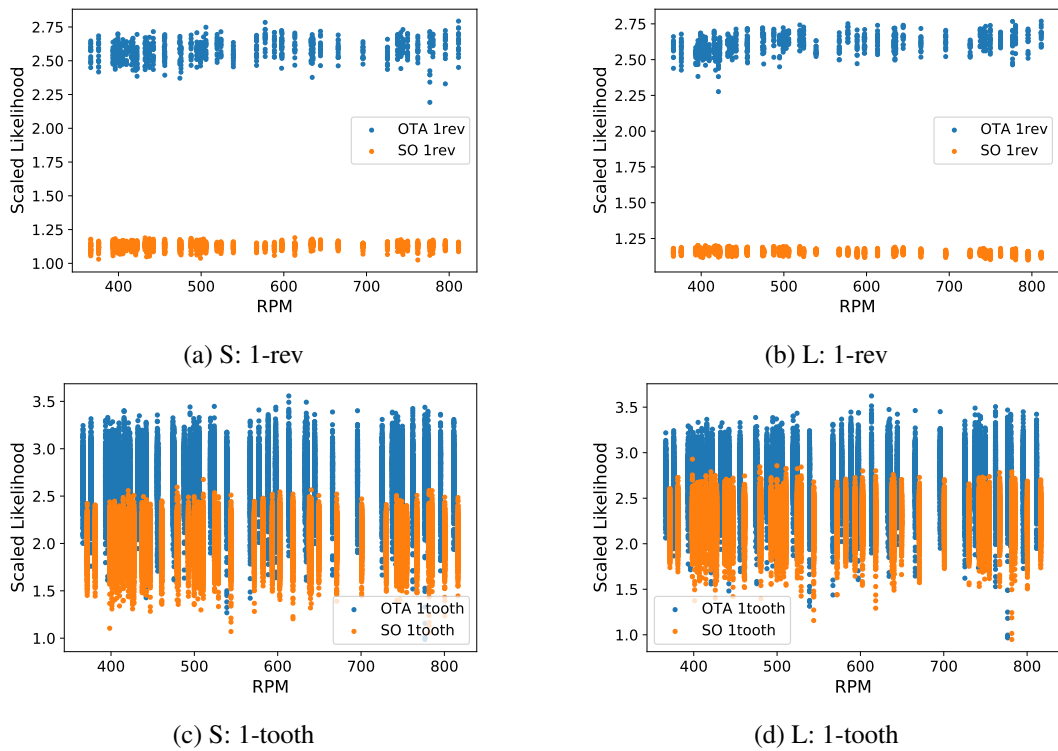 2.75
2.50
2.25
2.00
1.75
1.50
1.25
1.00
Scaled Likelihood
OTA 1rev
SO 1rev
400 500 600 700 800
RPM
(a) S: 1-rev
2.75
2.50
2.25
2.00
1.75
1.50
1.25
Scaled Likelihood
OTA 1rev
SO 1rev
400 500 600 700 800
RPM
(b) L: 1-rev
3.5
3.0
2.5
2.0
1.5
1.0
Scaled Likelihood
OTA 1tooth
SO 1tooth
400 500 600 700 800
RPM
(c) S: 1-tooth
3.5
3.0
2.5
2.0
1.5
1.0
Scaled Likelihood
OTA 1tooth
SO 1tooth
400 500 600 700 800
RPM
(d) L: 1-tooth